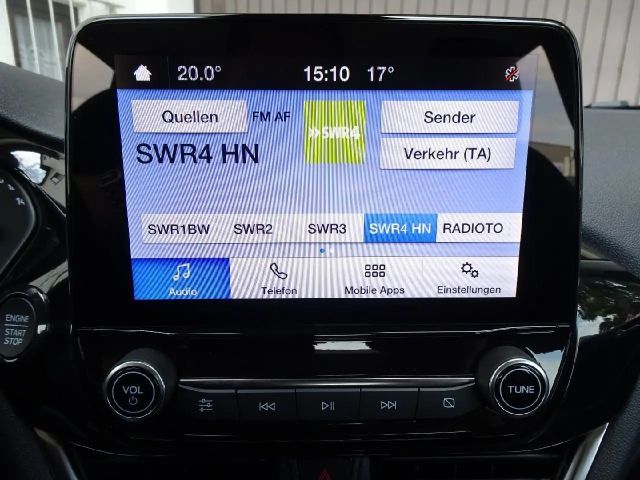 20.0° 15:10 17°
Quellen FM AF »SWR4 Sender
SWR4 HN Verkehr (TA)
SWR1BW SWR2 SWR3 SWR4 HN RADIOTO
Audio Telefon Mobile Apps Einstellungen
ENGINE
START
STOP
VOL TUNE